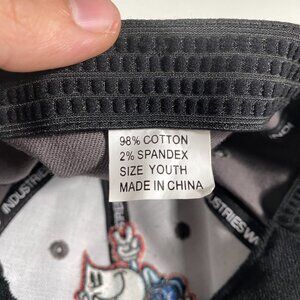 98% COTTON
2% SPANDEX
SIZE YOUTH
MADE IN CHINA
INDUSTRIES
INDUSTRIES